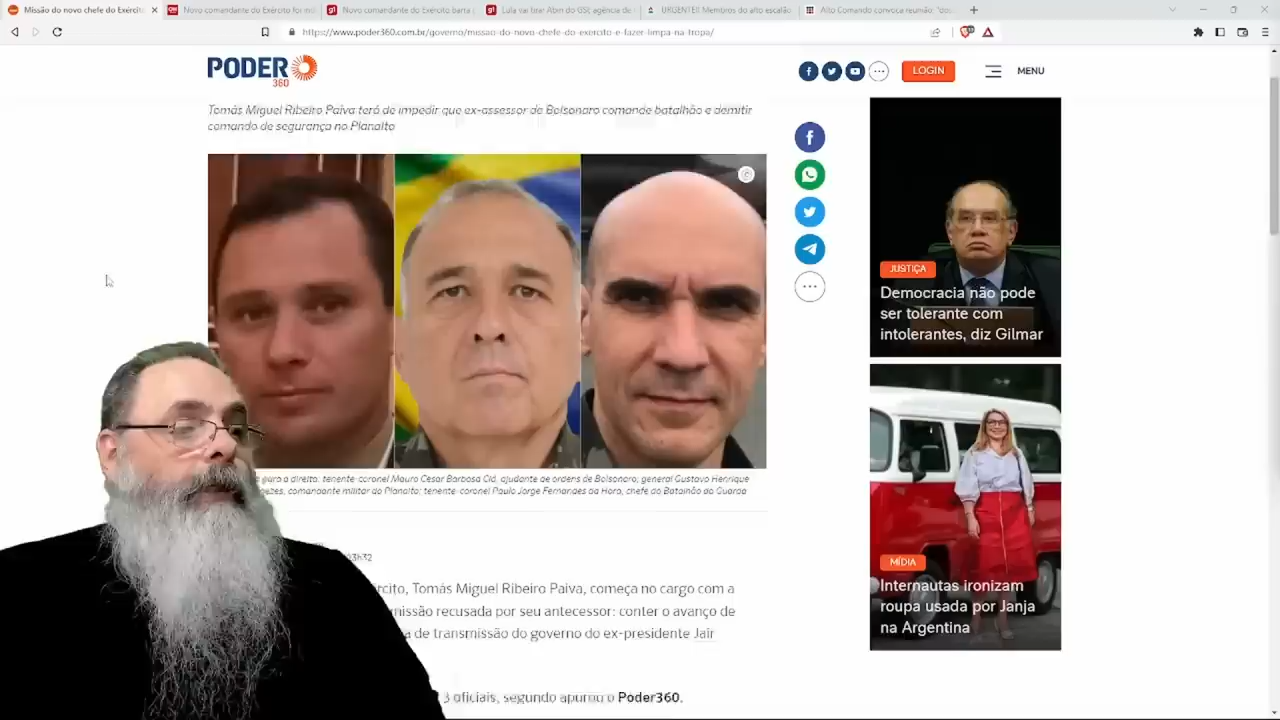 Missão do novo chefe do Exércit
Novo comandante do Exército foi ins
Novo comandante do Exército barra
Lula vai tirar Abin do GSI; agência de
URGENTE!! Membros do alto escalão
Alto Comando convoca reunião:
https://www.poder360.com.br/governo/missao-do-novo-chefe-do-exercito-e-fazer-limpa-na-tropa/
PODER
360
LOGIN
MENU
Tomás Miguel Ribeiro Paiva terá de impedir que ex-assessor de Bolsonaro comande batalhão e demitir
comando de segurança no Planalto
JUSTIÇA
Democracia não pode
ser tolerante com
intolerantes, diz Gilmar
para a direita: tenente-coronel Mauro Cesar Barbosa Cid, ajudante de ordens de Bolsonaro; general Gustavo Henrique
comandante militar do Planalto; tenente-coronel Paulo Jorge Fernandes da Hora, chefe do Batalhão da Guarda
MÍDIA
Internautas ironizam
roupa usada por Janja
na Argentina
23h32
rcito, Tomás Miguel Ribeiro Paiva, começa no cargo com a
missão recusada por seu antecessor: conter o avanço de
a de transmissão do governo do ex-presidente Jair
3 oficiais, segundo apurou o Poder360.